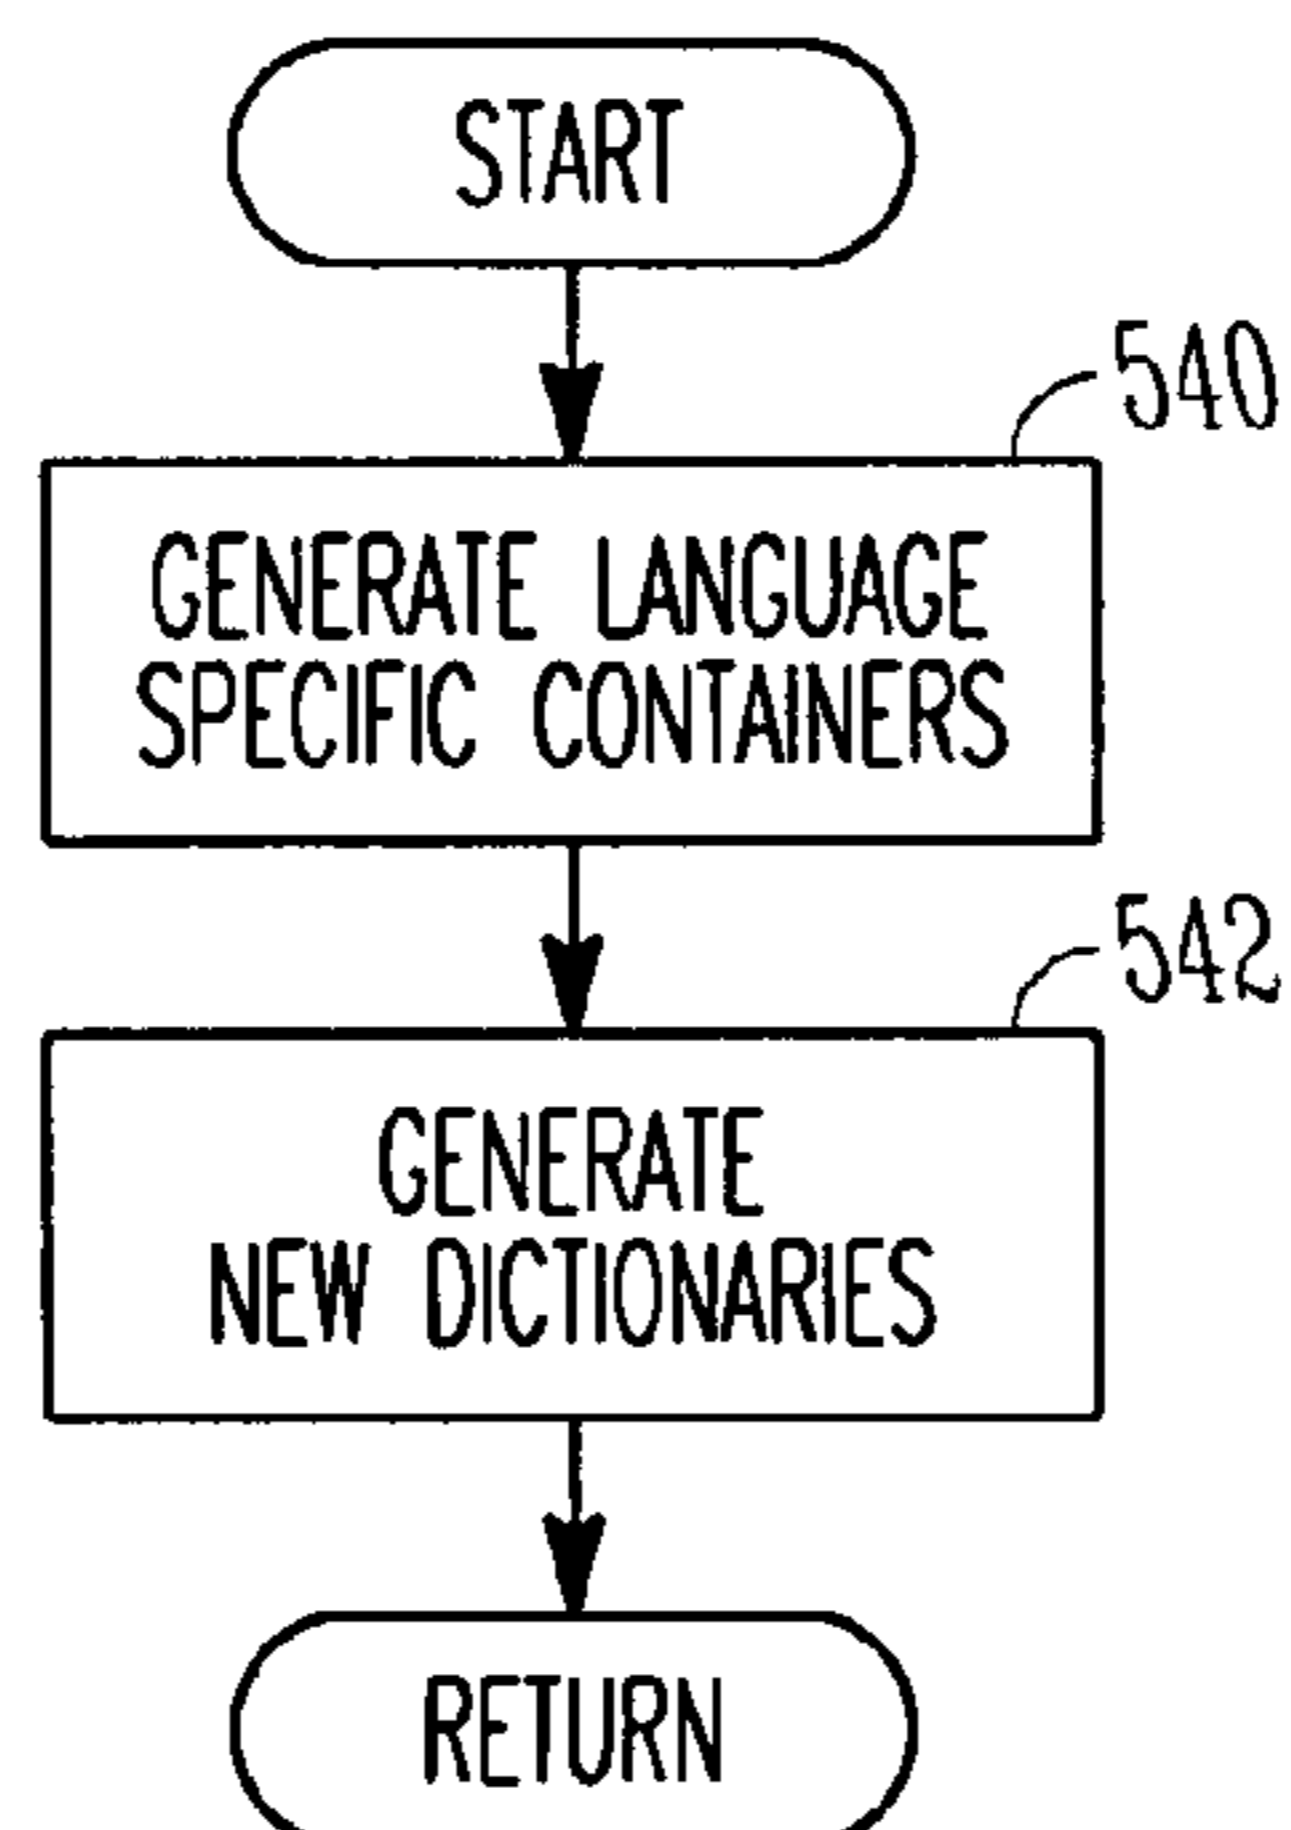 START
540
GENERATE LANGUAGE
SPECIFIC CONTAINERS
542
GENERATE
NEW DICTIONARIES
RETURN